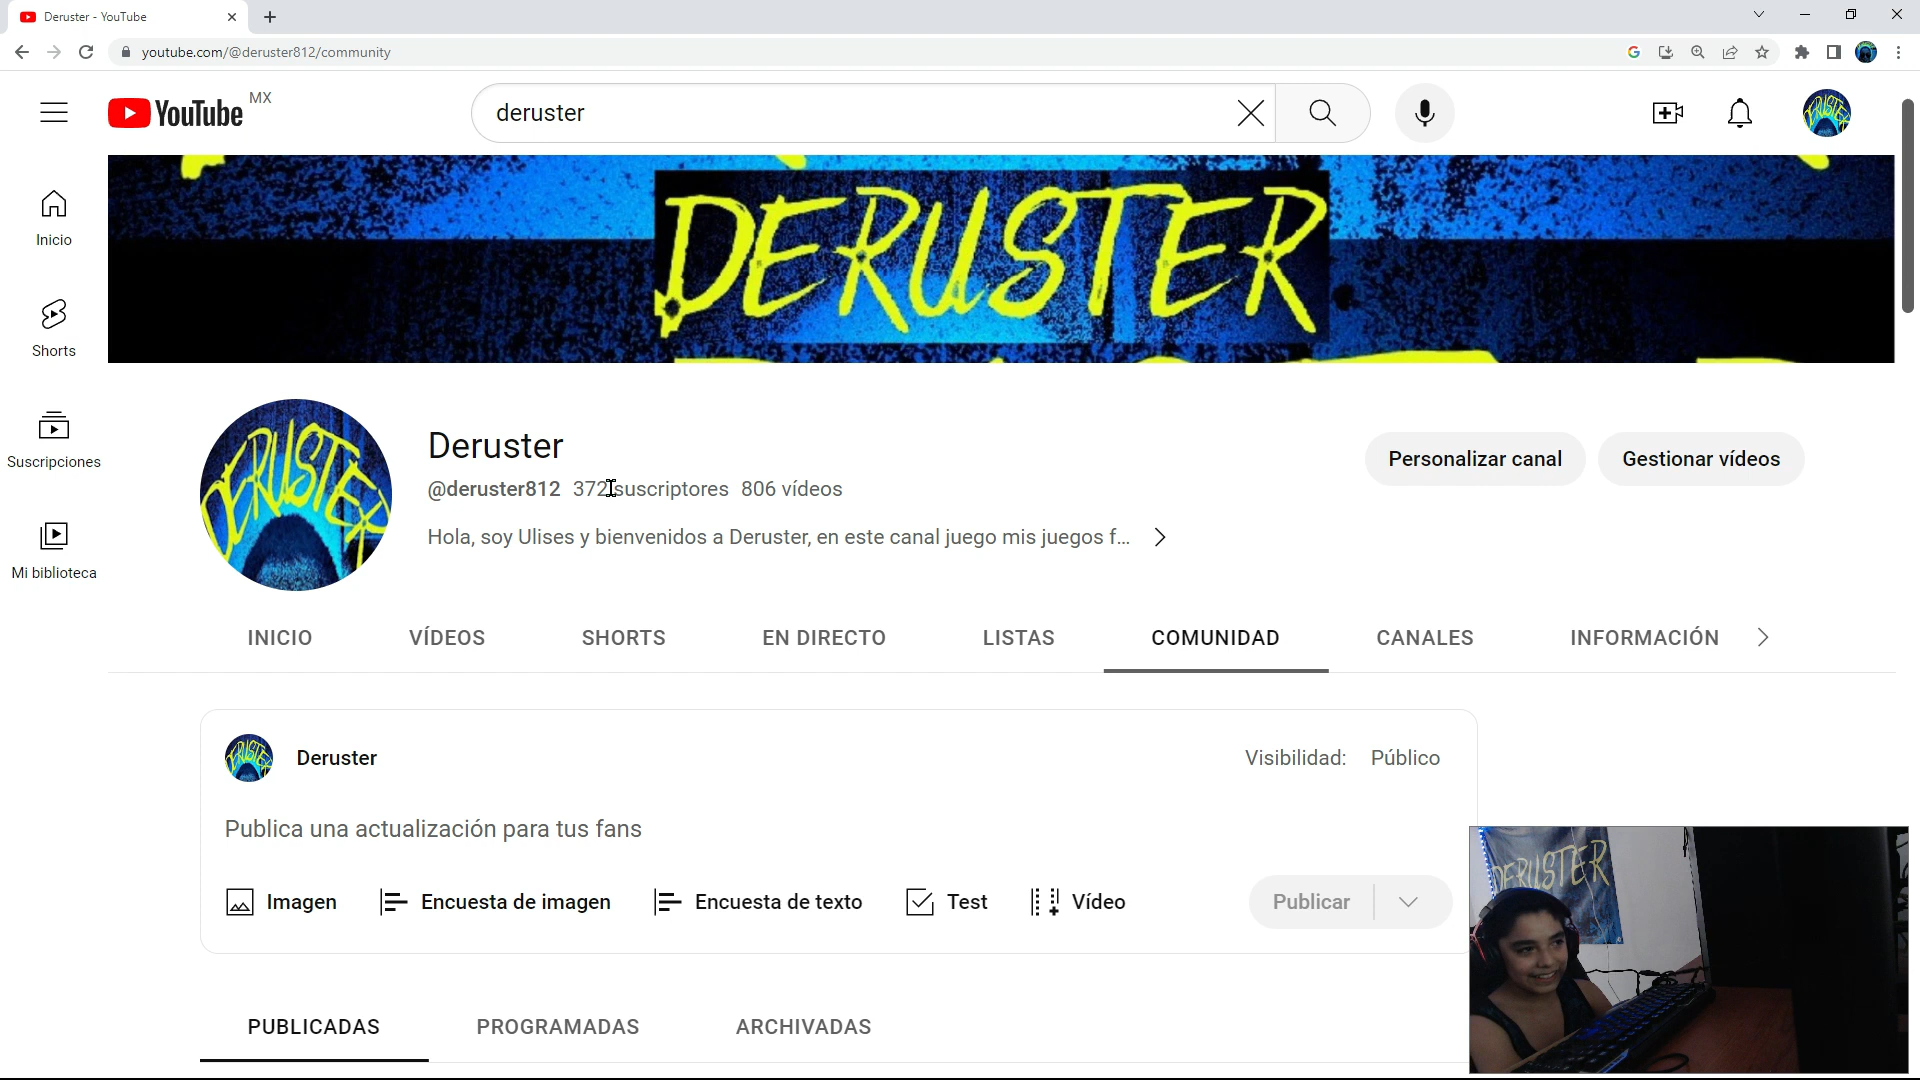 Deruster - YouTube
youtube.com/@deruster812/community
YouTube MX
deruster
DERUSTER
Inicio
Shorts
Suscripciones
Mi biblioteca
DERUSTER
Deruster
@deruster812 372 suscriptores 806 vídeos
Hola, soy Ulises y bienvenidos a Deruster, en este canal juego mis juegos f...
Personalizar canal
Gestionar vídeos
INICIO
VÍDEOS
SHORTS
EN DIRECTO
LISTAS
COMUNIDAD
CANALES
INFORMACIÓN
DERUSTER
Deruster
Visibilidad: Público
Publica una actualización para tus fans
Imagen
Encuesta de imagen
Encuesta de texto
Test
Vídeo
Publicar
DERUSTER
PUBLICADAS
PROGRAMADAS
ARCHIVADAS